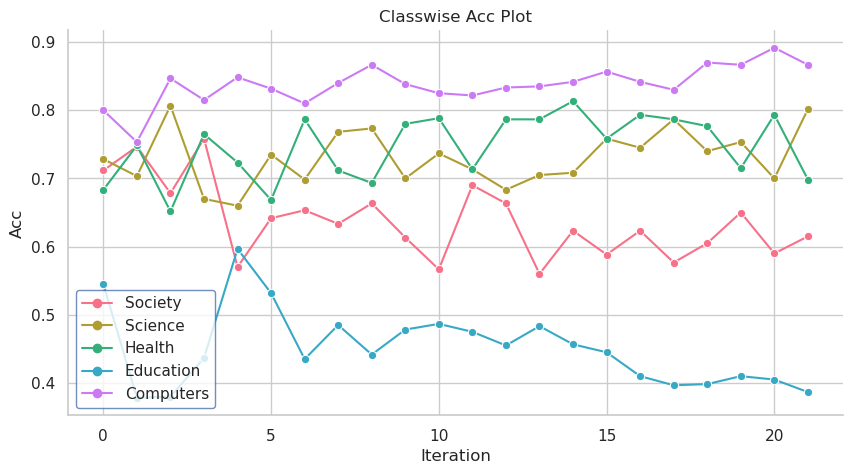 Classwise Acc Plot
0.9
0.8
0.7
0.6
0.5
0.4
Acc
Society
Science
Health
Education
Computers
0 5 10 15 20
Iteration